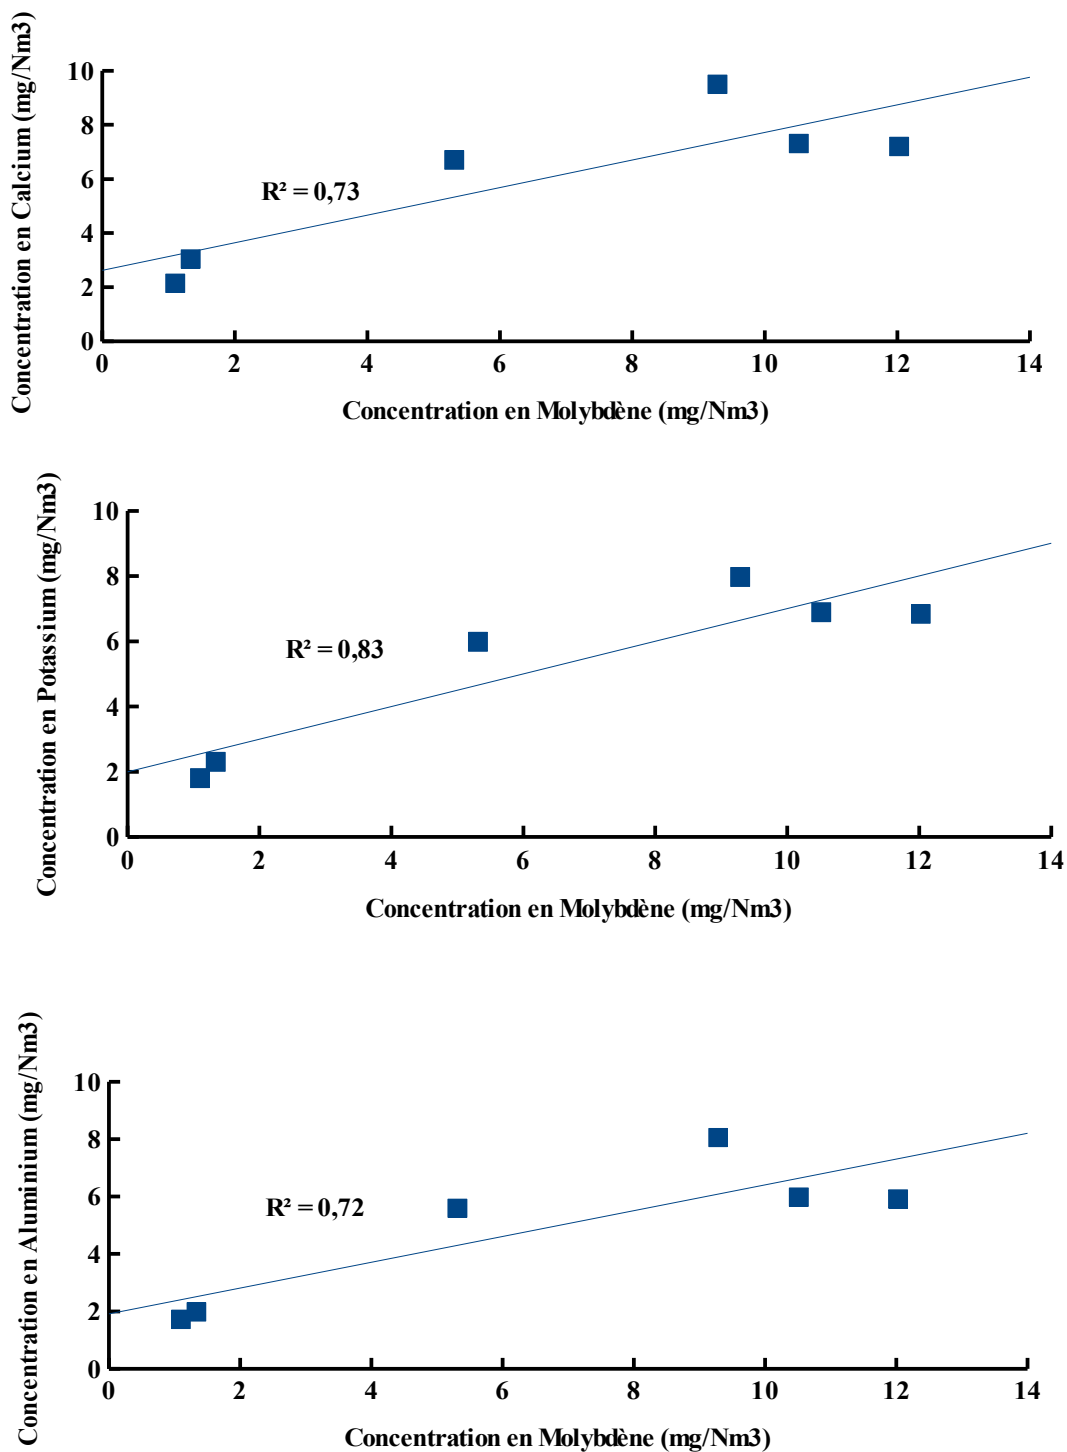 Concentration en Calcium (mg/Nm3)
10
8
6
4
2
0
R² = 0,73
0 2 4 6 8 10 12 14
Concentration en Molybdène (mg/Nm3)
Concentration en Potassium (mg/Nm3)
10
8
6
4
2
0
R² = 0,83
0 2 4 6 8 10 12 14
Concentration en Molybdène (mg/Nm3)
Concentration en Aluminium (mg/Nm3)
10
8
6
4
2
0
R² = 0,72
0 2 4 6 8 10 12 14
Concentration en Molybdène (mg/Nm3)